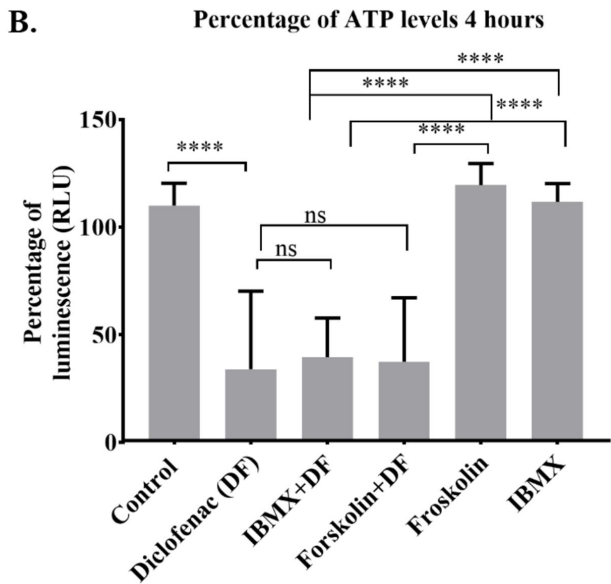 B.
Percentage of ATP levels 4 hours
****
****
****
****
****
ns
ns
Percentage of
luminescence (RLU)
150
100
50
0
Control
Diclofenac (DF)
IBMX+DF
Forskolin+DF
Froskolin
IBMX